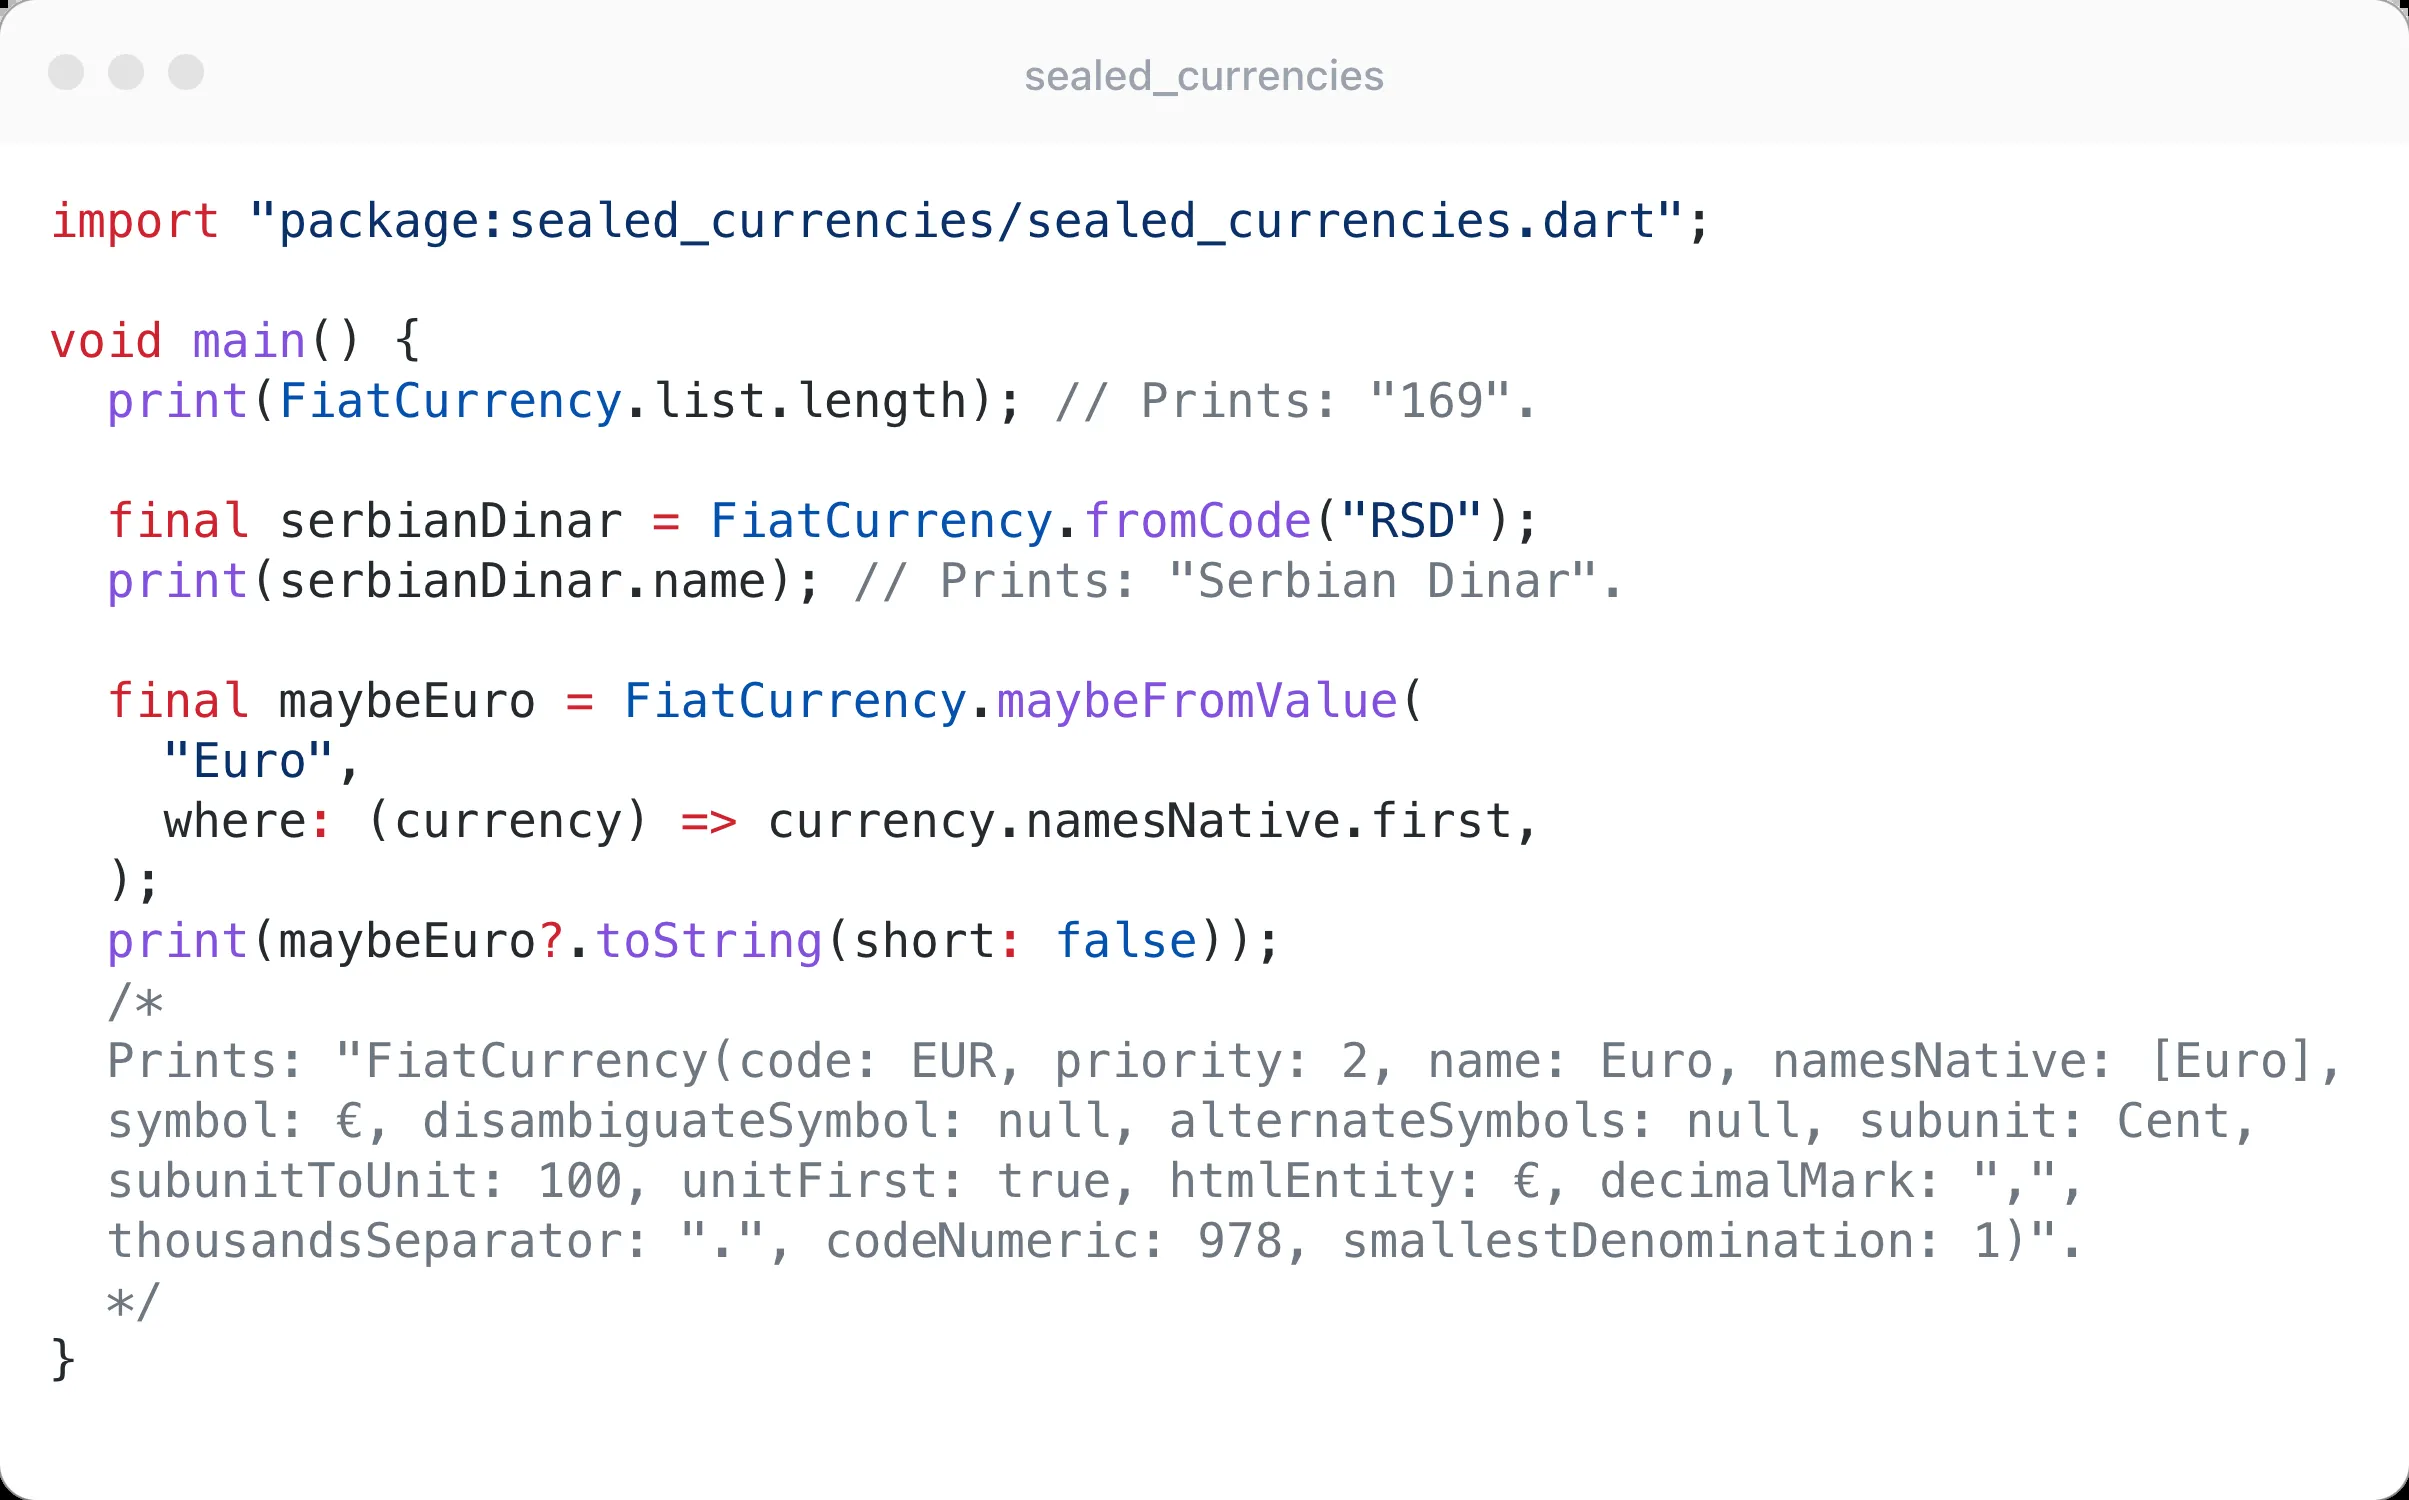 sealed_currencies
import "package:sealed_currencies/sealed_currencies.dart";
void main() {
  print(FiatCurrency.list.length); // Prints: "169".
  final serbianDinar = FiatCurrency.fromCode("RSD");
  print(serbianDinar.name); // Prints: "Serbian Dinar".
  final maybeEuro = FiatCurrency.maybeFromValue(
    "Euro",
    where: (currency) => currency.namesNative.first,
  );
  print(maybeEuro?.toString(short: false));
  /*
  Prints: "FiatCurrency(code: EUR, priority: 2, name: Euro, namesNative: [Euro],
  symbol: €, disambiguateSymbol: null, alternateSymbols: null, subunit: Cent,
  subunitToUnit: 100, unitFirst: true, htmlEntity: €, decimalMark: ",",
  thousandsSeparator: ".", codeNumeric: 978, smallestDenomination: 1)".
  */
}